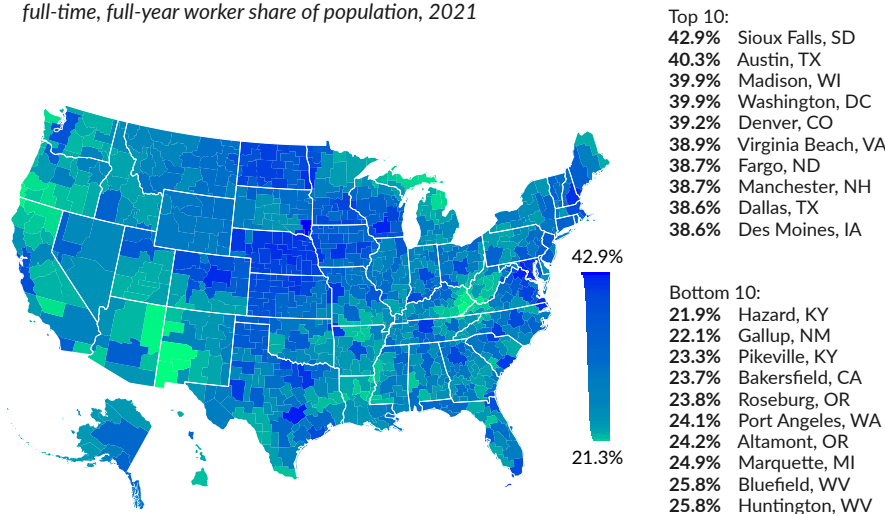 full-time, full-year worker share of population, 2021
42.9%
21.3%
Top 10:
42.9% Sioux Falls, SD
40.3% Austin, TX
39.9% Madison, WI
39.9% Washington, DC
39.2% Denver, CO
38.9% Virginia Beach, VA
38.7% Fargo, ND
38.7% Manchester, NH
38.6% Dallas, TX
38.6% Des Moines, IA
Bottom 10:
21.9% Hazard, KY
22.1% Gallup, NM
23.3% Pikeville, KY
23.7% Bakersfield, CA
23.8% Roseburg, OR
24.1% Port Angeles, WA
24.2% Altamont, OR
24.9% Marquette, MI
25.8% Bluefield, WV
25.8% Huntington, WV